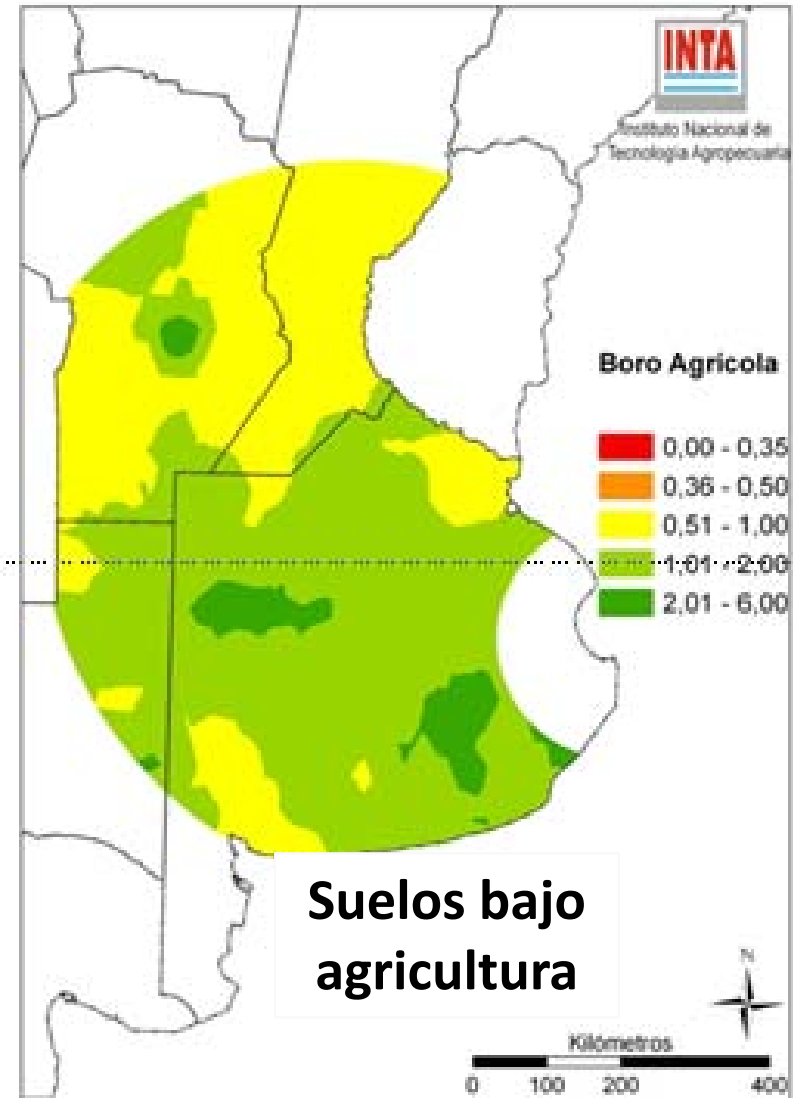 INTA
Instituto Nacional de
Tecnología Agropecuaria
Boro Agrícola
0,00 - 0,35
0,36 - 0,50
0,51 - 1,00
1,01 - 2,00
2,01 - 6,00
Suelos bajo
agricultura
N
Kilómetros
0 100 200 400